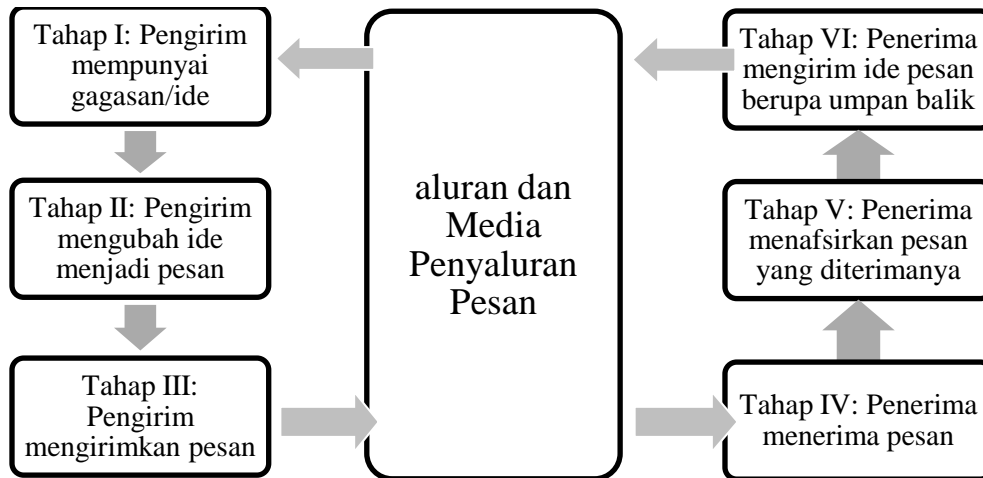 Tahap I: Pengirim
mempunyai
gagasan/ide
Tahap II: Pengirim
mengubah ide
menjadi pesan
Tahap III:
Pengirim
mengirimkan pesan
aluran dan
Media
Penyaluran
Pesan
Tahap VI: Penerima
mengirim ide pesan
berupa umpan balik
Tahap V: Penerima
menafsirkan pesan
yang diterimanya
Tahap IV: Penerima
menerima pesan